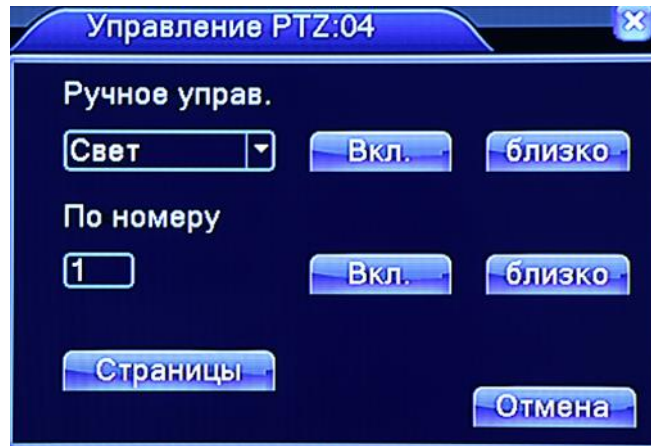 Управление PTZ:04
Ручное управ.
Свет Вкл. близко
По номеру
1 Вкл. близко
Страницы
Отмена